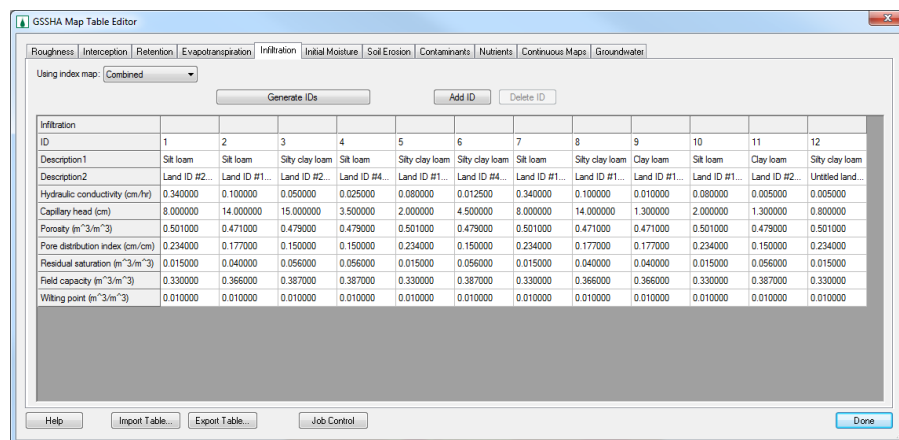 GSSHA Map Table Editor
Roughness Interception Retention Evapotranspiration Infiltration Initial Moisture Soil Erosion Contaminants Nutrients Continuous Maps Groundwater
Using index map: Combined
Generate IDs Add ID Delete ID
Infiltration
ID 1 2 3 4 5 6 7 8 9 10 11 12
Description1 Silt loam Silt loam Silty clay loam Silt loam Silty clay loam Silty clay loam Silt loam Silty clay loam Clay loam Silt loam Clay loam Silty clay loam
Description2 Land ID #2... Land ID #1... Land ID #2... Land ID #4... Land ID #1... Land ID #4... Land ID #1... Land ID #1... Land ID #1... Land ID #1... Land ID #2... Untitled land...
Hydraulic conductivity (cm/hr) 0.340000 0.100000 0.050000 0.025000 0.080000 0.012500 0.340000 0.100000 0.010000 0.080000 0.005000 0.005000
Capillary head (cm) 8.000000 14.000000 15.000000 3.500000 2.000000 4.500000 8.000000 14.000000 1.300000 2.000000 1.300000 0.800000
Porosity (m^3/m^3) 0.501000 0.471000 0.479000 0.479000 0.501000 0.479000 0.501000 0.471000 0.471000 0.501000 0.479000 0.501000
Pore distribution index (cm/cm) 0.234000 0.177000 0.150000 0.150000 0.234000 0.150000 0.234000 0.177000 0.177000 0.234000 0.150000 0.234000
Residual saturation (m^3/m^3) 0.015000 0.040000 0.056000 0.056000 0.015000 0.056000 0.015000 0.040000 0.040000 0.015000 0.056000 0.015000
Field capacity (m^3/m^3) 0.330000 0.366000 0.387000 0.387000 0.330000 0.387000 0.330000 0.366000 0.366000 0.330000 0.387000 0.330000
Wilting point (m^3/m^3) 0.010000 0.010000 0.010000 0.010000 0.010000 0.010000 0.010000 0.010000 0.010000 0.010000 0.010000 0.010000
Help Import Table... Export Table... Job Control Done